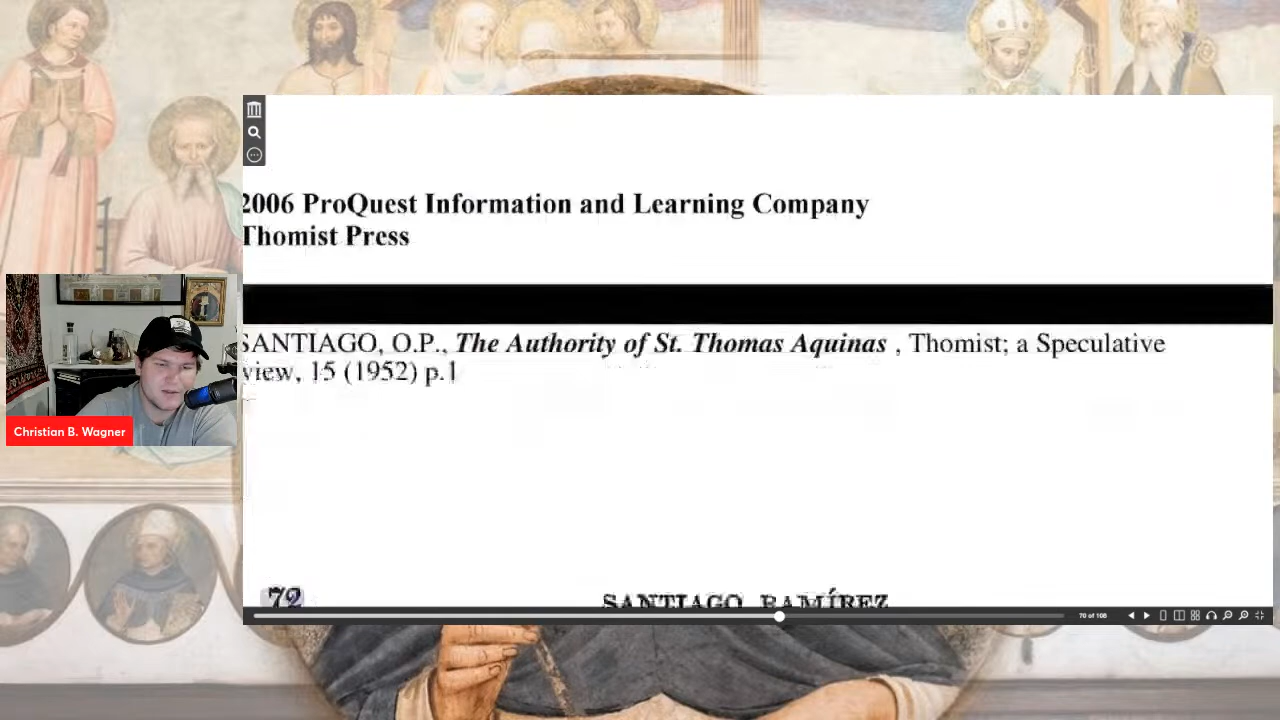 2006 ProQuest Information and Learning Company
Thomist Press
SANTIAGO, O.P., The Authority of St. Thomas Aquinas , Thomist; a Speculative
view, 15 (1952) p.1
Christian B. Wagner
72 SANTIAGO RAMÍREZ
70 of 108